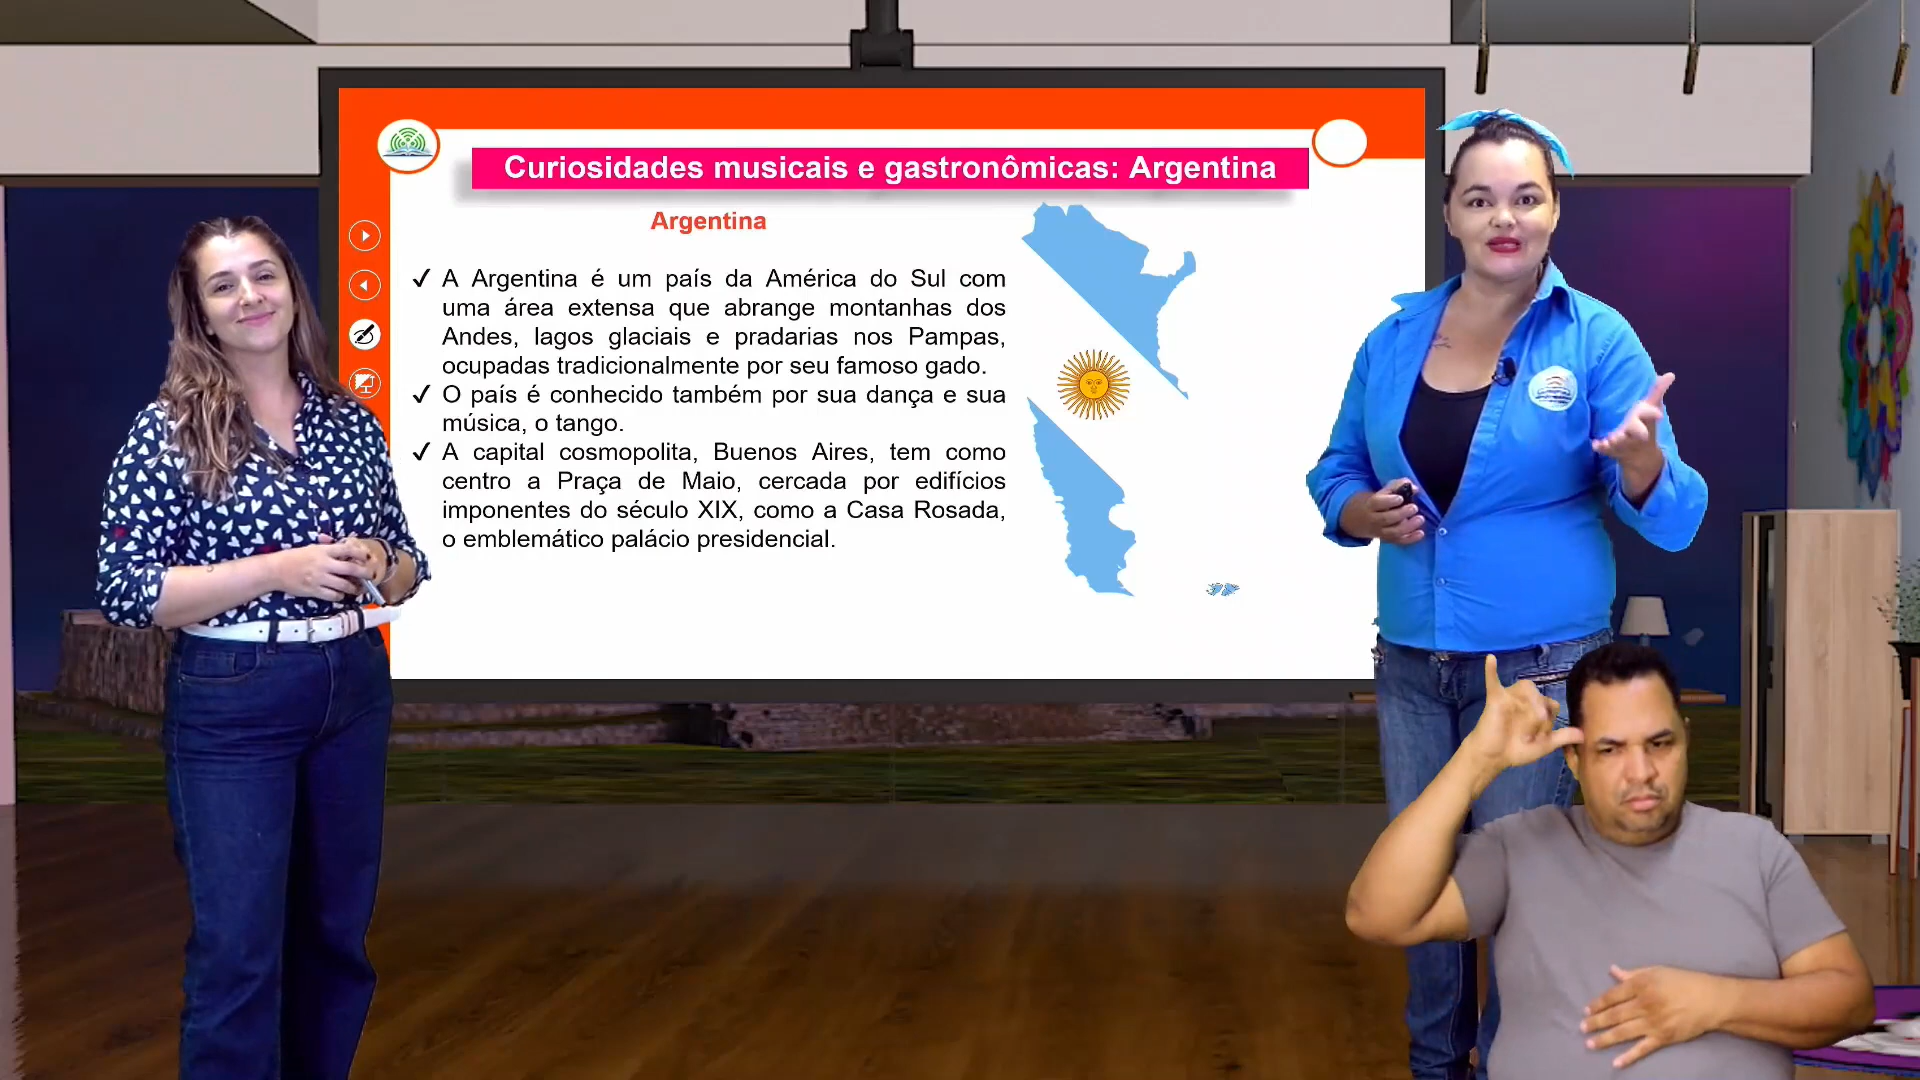 Curiosidades musicais e gastronômicas: Argentina
Argentina
✓ A Argentina é um país da América do Sul com
uma área extensa que abrange montanhas dos
Andes, lagos glaciais e pradarias nos Pampas,
ocupadas tradicionalmente por seu famoso gado.
✓ O país é conhecido também por sua dança e sua
música, o tango.
✓ A capital cosmopolita, Buenos Aires, tem como
centro a Praça de Maio, cercada por edifícios
imponentes do século XIX, como a Casa Rosada,
o emblemático palácio presidencial.